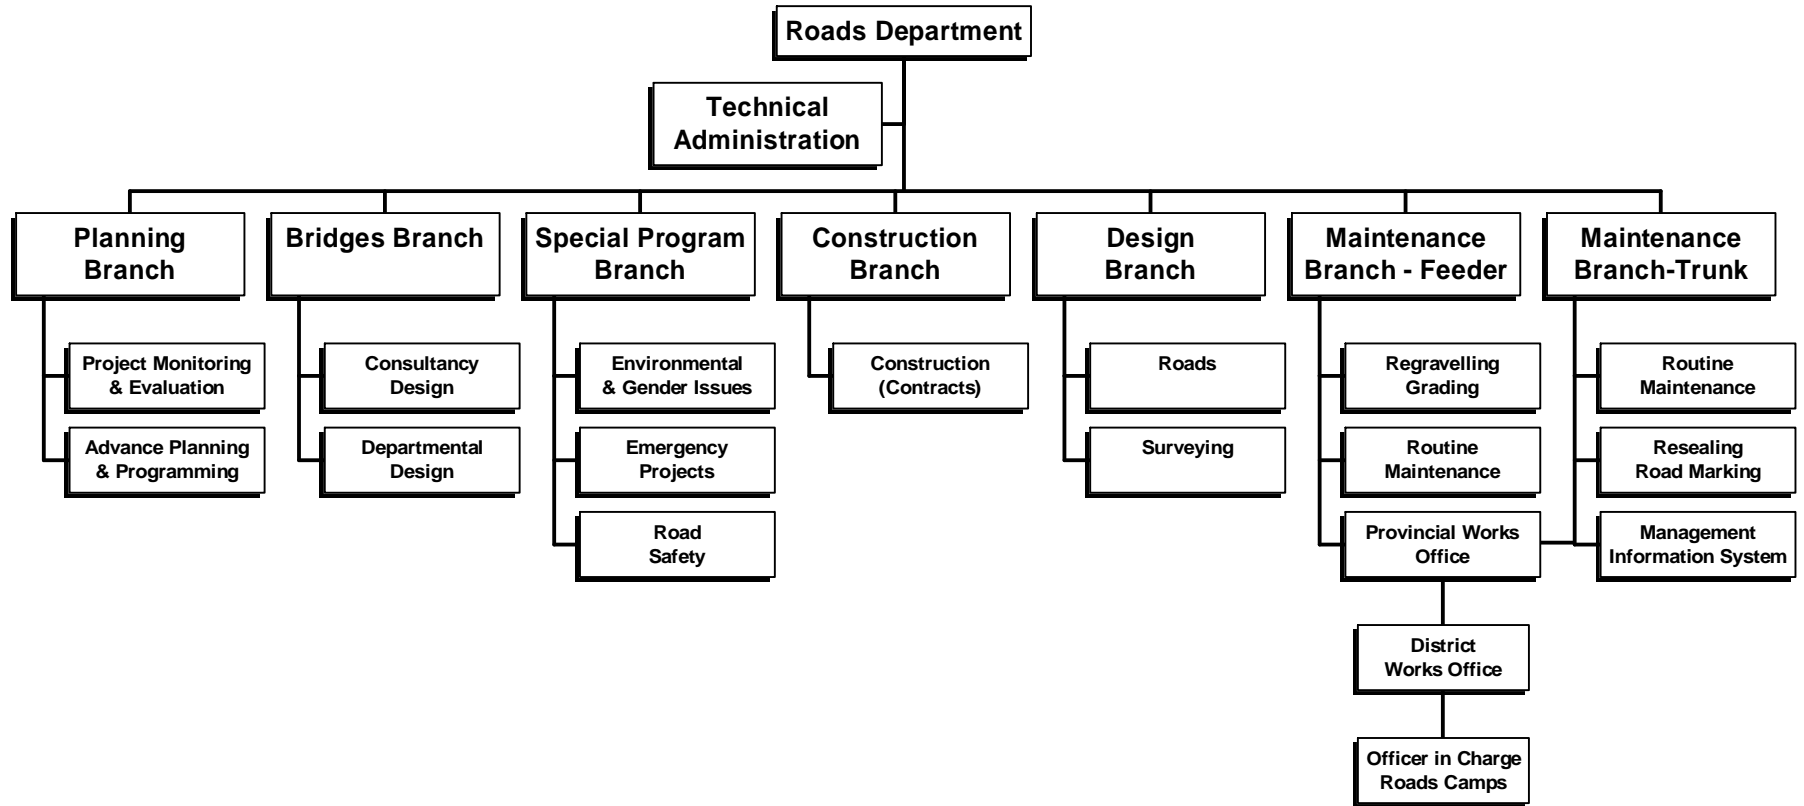 Roads Department
Technical
Administration
Planning
Branch
Bridges Branch
Special Program
Branch
Construction
Branch
Design
Branch
Maintenance
Branch - Feeder
Maintenance
Branch-Trunk
Project Monitoring
& Evaluation
Advance Planning
& Programming
Consultancy
Design
Departmental
Design
Environmental
& Gender Issues
Emergency
Projects
Road
Safety
Construction
(Contracts)
Roads
Surveying
Regravelling
Grading
Routine
Maintenance
Provincial Works
Office
District
Works Office
Officer in Charge
Roads Camps
Routine
Maintenance
Resealing
Road Marking
Management
Information System